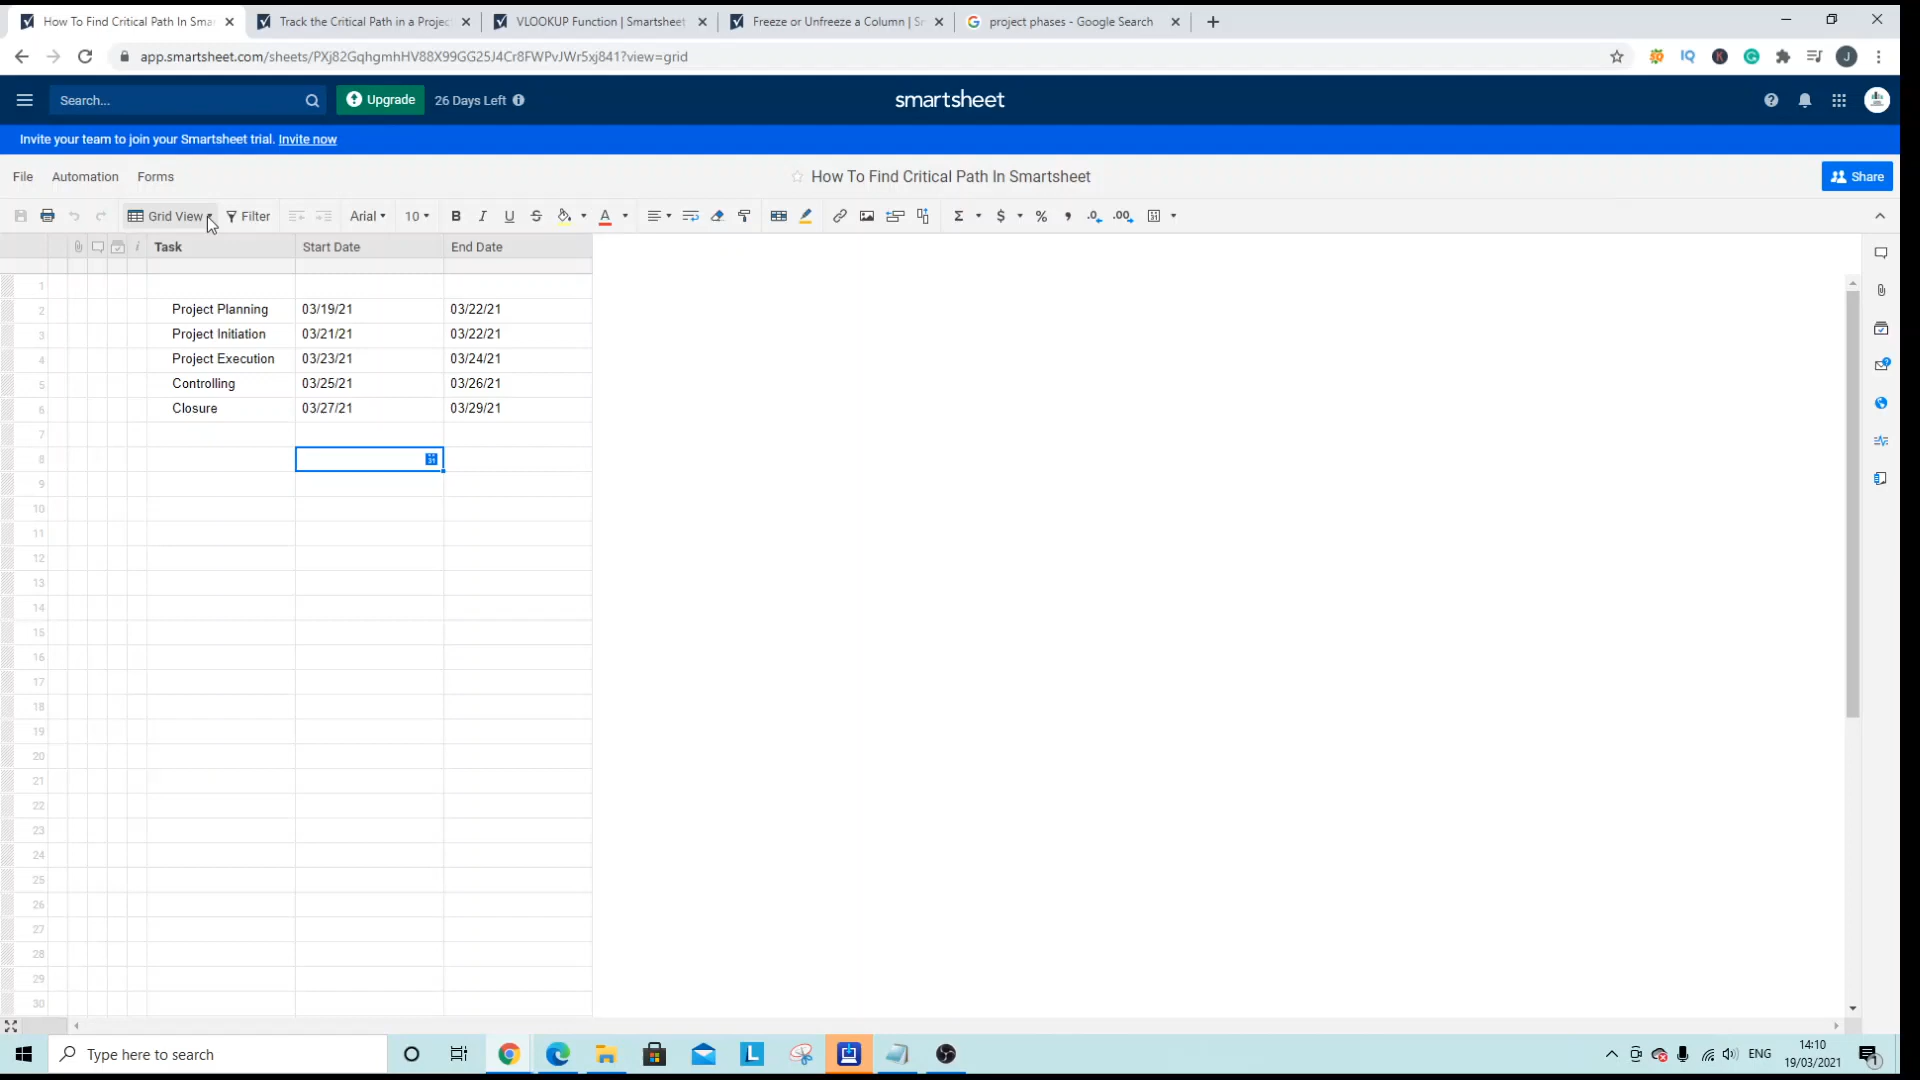 How To Find Critical Path In Smar
Track the Critical Path in a Projec
VLOOKUP Function | Smartsheet
Freeze or Unfreeze a Column | S
project phases - Google Search
app.smartsheet.com/sheets/PXj82GqhgmhHV88X99GG25J4Cr8FWPvJWr5xj841?view=grid
J
Search...
Upgrade
26 Days Left
smartsheet
Invite your team to join your Smartsheet trial. Invite now
File
Automation
Forms
How To Find Critical Path In Smartsheet
Share
Grid View
Filter
Arial
10
B I U S A Σ $ % , .0 .00
Task
Start Date
End Date
1
2 Project Planning 03/19/21 03/22/21
3 Project Initiation 03/21/21 03/22/21
4 Project Execution 03/23/21 03/24/21
5 Controlling 03/25/21 03/26/21
6 Closure 03/27/21 03/29/21
7
8
9
10
11
12
13
14
15
16
17
18
19
20
21
22
23
24
25
26
27
28
29
30
Type here to search
ENG
14:10
19/03/2021